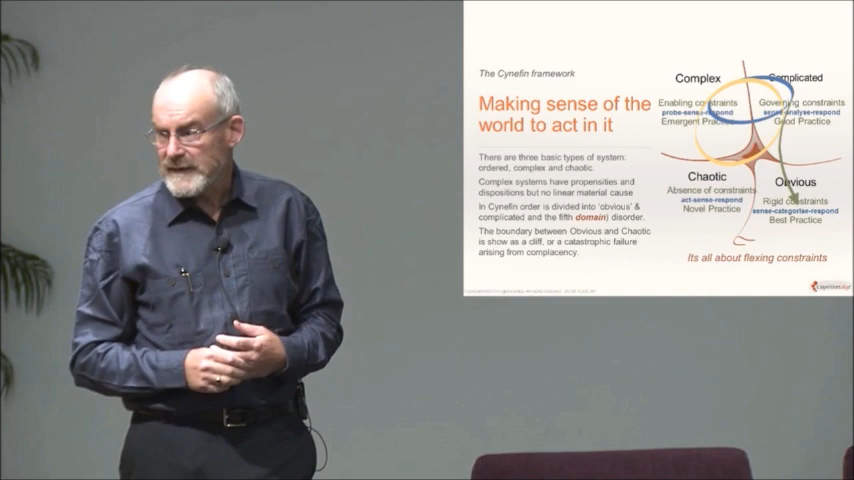 The Cynefin framework
Making sense of the
world to act in it
There are three basic types of system:
ordered, complex and chaotic.
Complex systems have propensities and
dispositions but no linear material cause
In Cynefin order is divided into 'obvious' &
complicated and the fifth domain) disorder.
The boundary between Obvious and Chaotic
is show as a cliff, or a catastrophic failure
arising from complacency.
Complex
Enabling constraints
probe-sense-respond
Emergent Practice
Complicated
Governing constraints
sense-analyse-respond
Good Practice
Chaotic
Absence of constraints
act-sense-respond
Novel Practice
Obvious
Rigid constraints
sense-categorise-respond
Best Practice
Its all about flexing constraints